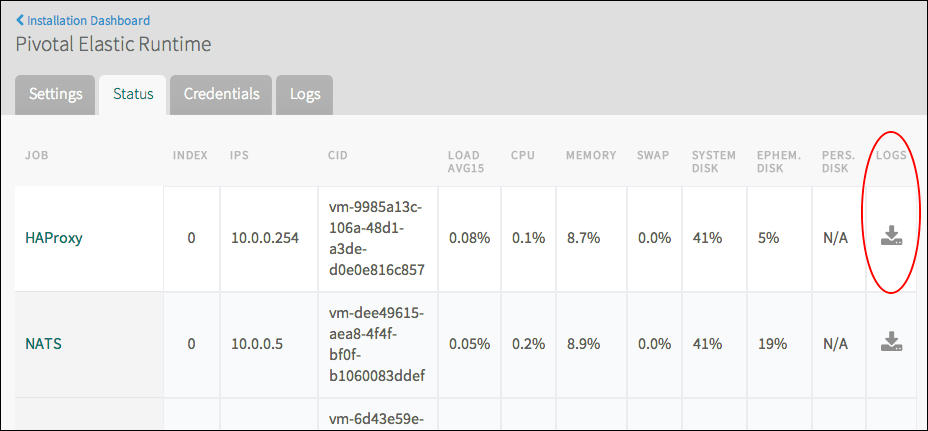 Installation Dashboard
Pivotal Elastic Runtime
Settings Status Credentials Logs
JOB INDEX IPS CID LOAD AVG15 CPU MEMORY SWAP SYSTEM DISK EPHEM. DISK PERS. DISK LOGS
HAProxy 0 10.0.0.254 vm-9985a13c-106a-48d1-a3de-d0e0e816c857 0.08% 0.1% 8.7% 0.0% 41% 5% N/A
NATS 0 10.0.0.5 vm-dee49615-aea8-4f4f-bf0f-b1060083ddef 0.05% 0.2% 8.9% 0.0% 41% 19% N/A
vm-6d43e59e-